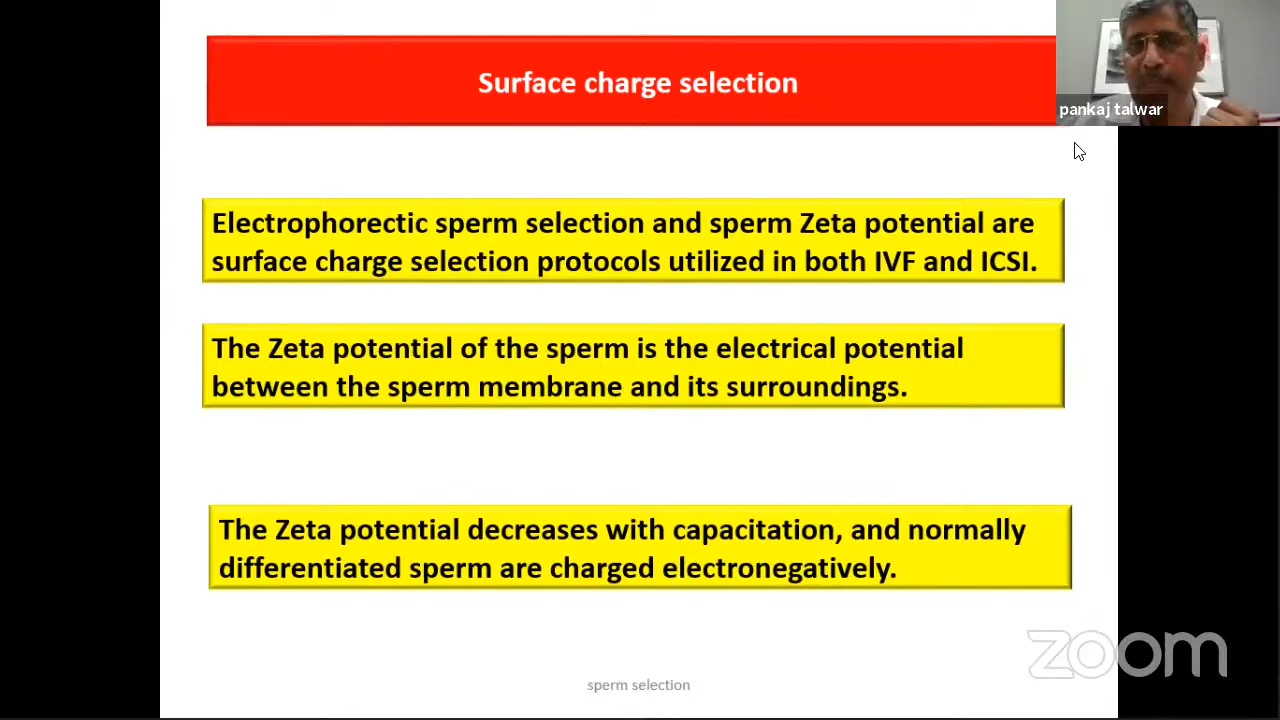 Surface charge selection
pankaj talwar
Electrophorectic sperm selection and sperm Zeta potential are
surface charge selection protocols utilized in both IVF and ICSI.
The Zeta potential of the sperm is the electrical potential
between the sperm membrane and its surroundings.
The Zeta potential decreases with capacitation, and normally
differentiated sperm are charged electronegatively.
zoom
sperm selection